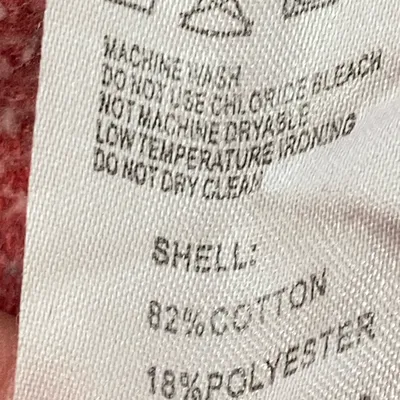 MACHINE WASH
DO NOT USE CHLORIDE BLEACH
NOT MACHINE DRYABLE
LOW TEMPERATURE IRONING
DO NOT DRY CLEAN
SHELL:
82%COTTON
18%POLYESTER